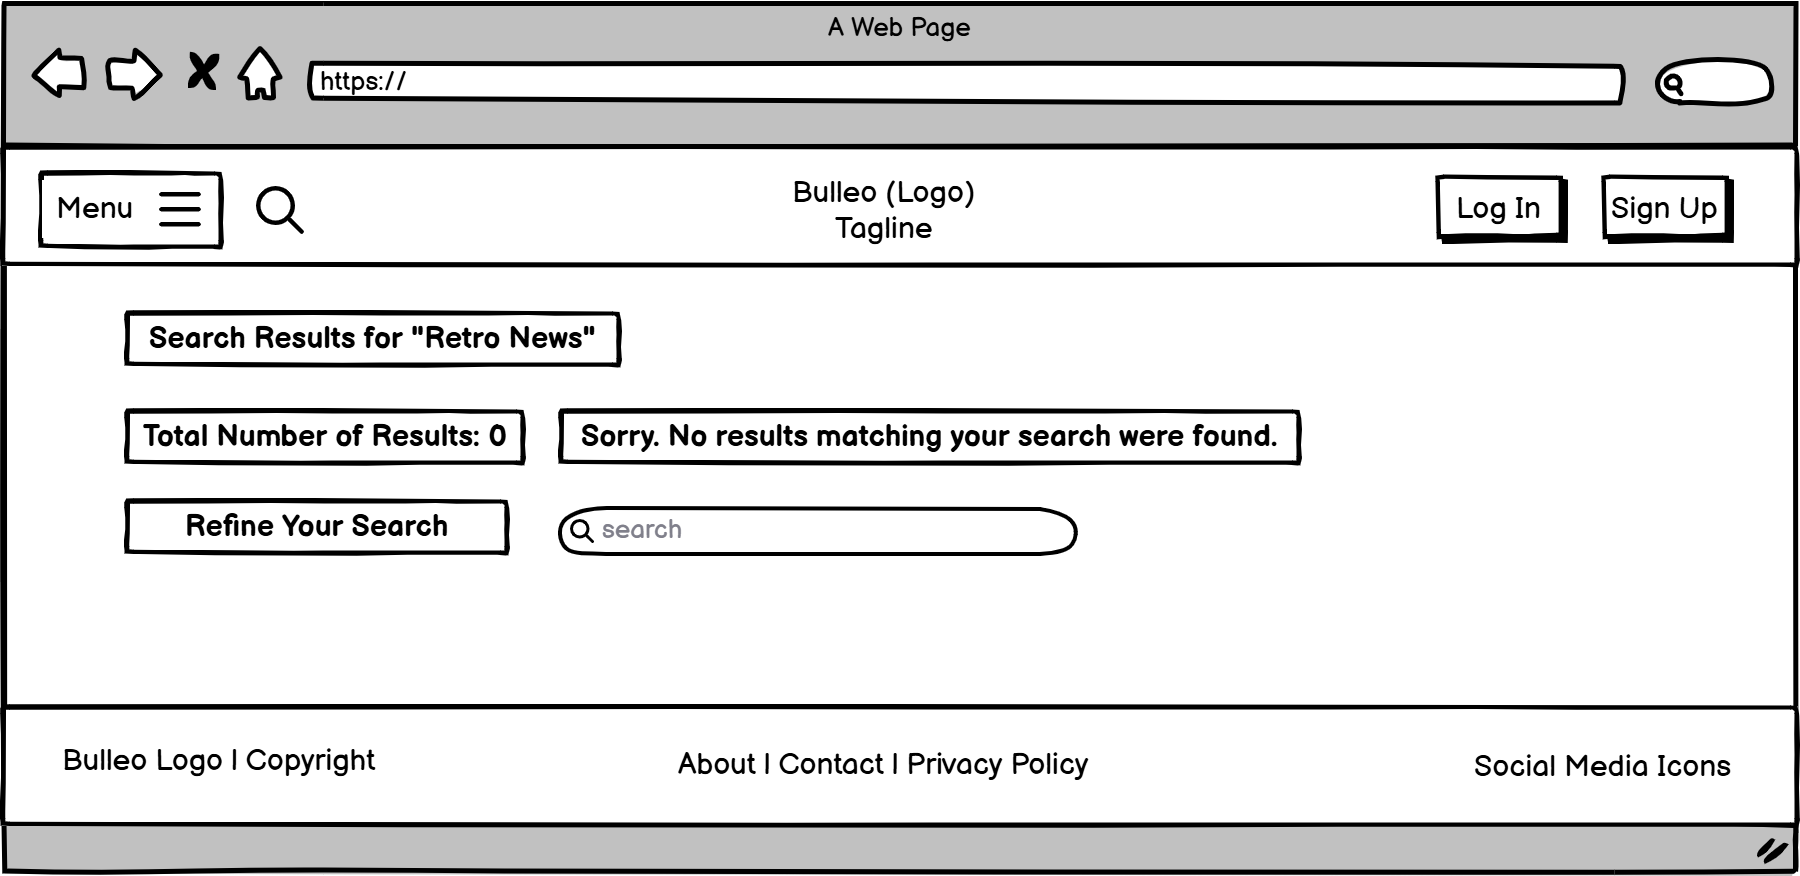 A Web Page
https://
Menu
Bulleo (Logo)
Tagline
Log In
Sign Up
Search Results for "Retro News"
Total Number of Results: 0
Sorry. No results matching your search were found.
Refine Your Search
search
Bulleo Logo | Copyright
About | Contact | Privacy Policy
Social Media Icons